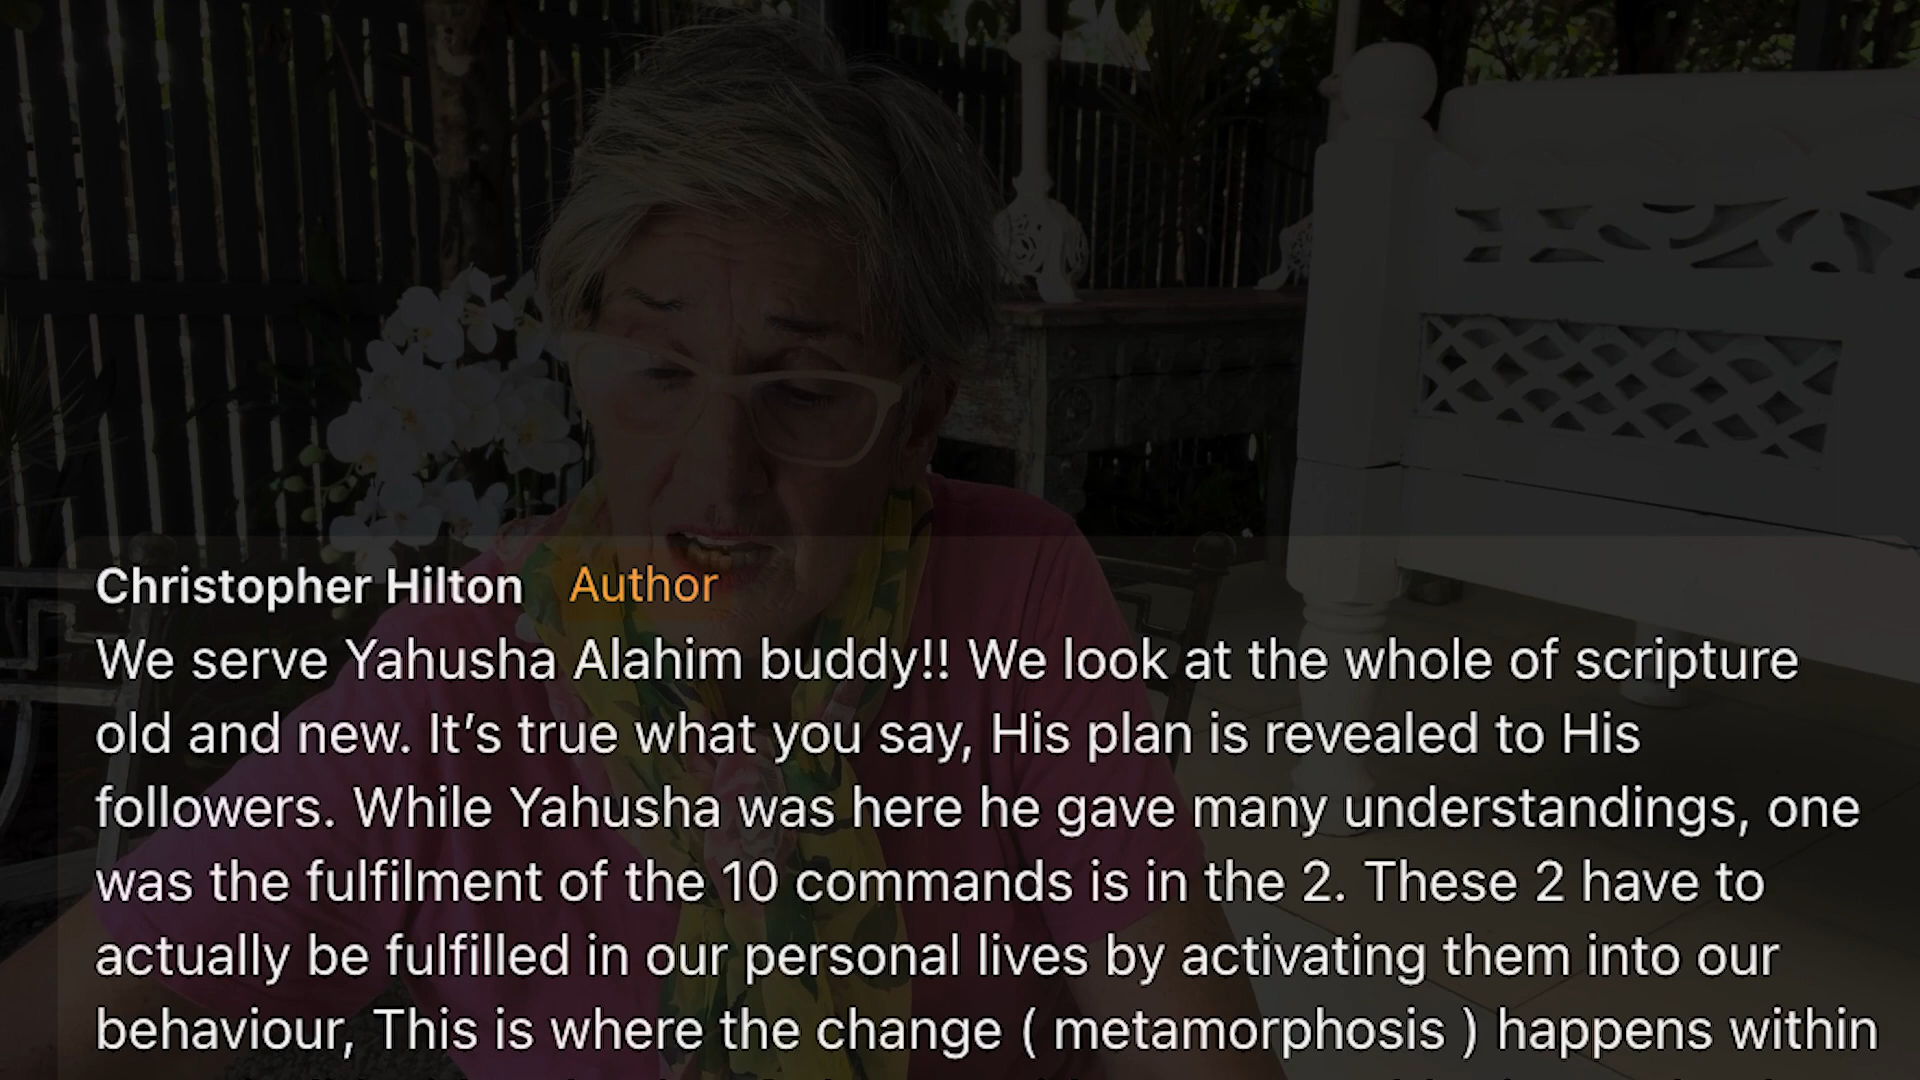 Christopher Hilton Author
We serve Yahusha Alahim buddy!! We look at the whole of scripture
old and new. It’s true what you say, His plan is revealed to His
followers. While Yahusha was here he gave many understandings, one
was the fulfilment of the 10 commands is in the 2. These 2 have to
actually be fulfilled in our personal lives by activating them into our
behaviour, This is where the change ( metamorphosis ) happens within